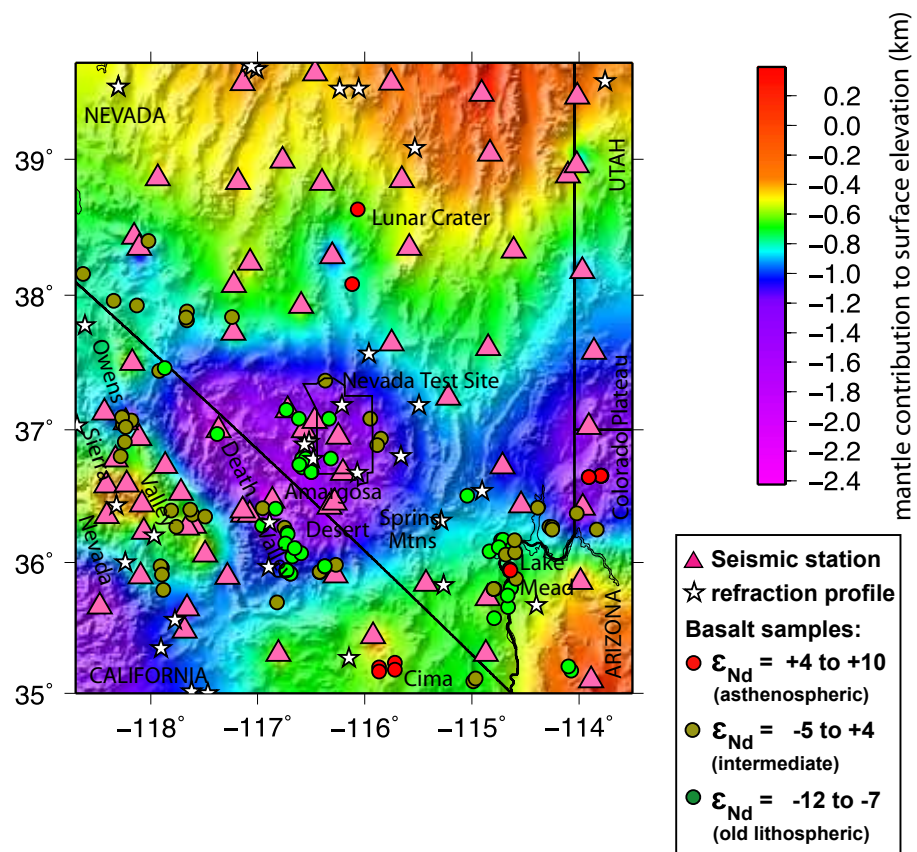 NEVADA
39˚
UTAH
Lunar Crater
38˚
Owens
Nevada Test Site
Colorado Plateau
37˚
Sierra
Valley
Death
Amargosa
Desert
Spring
Mtns
Nevada
Valley
36˚
Lake
Mead
CALIFORNIA
Cima
ARIZONA
35˚
−118˚ −117˚ −116˚ −115˚ −114˚
0.2
0.0
−0.2
−0.4
−0.6
−0.8
−1.0
−1.2
−1.4
−1.6
−1.8
−2.0
−2.2
−2.4
mantle contribution to surface elevation (km)
Seismic station
refraction profile
Basalt samples:
εNd = +4 to +10
(asthenospheric)
εNd = -5 to +4
(intermediate)
εNd = -12 to -7
(old lithospheric)